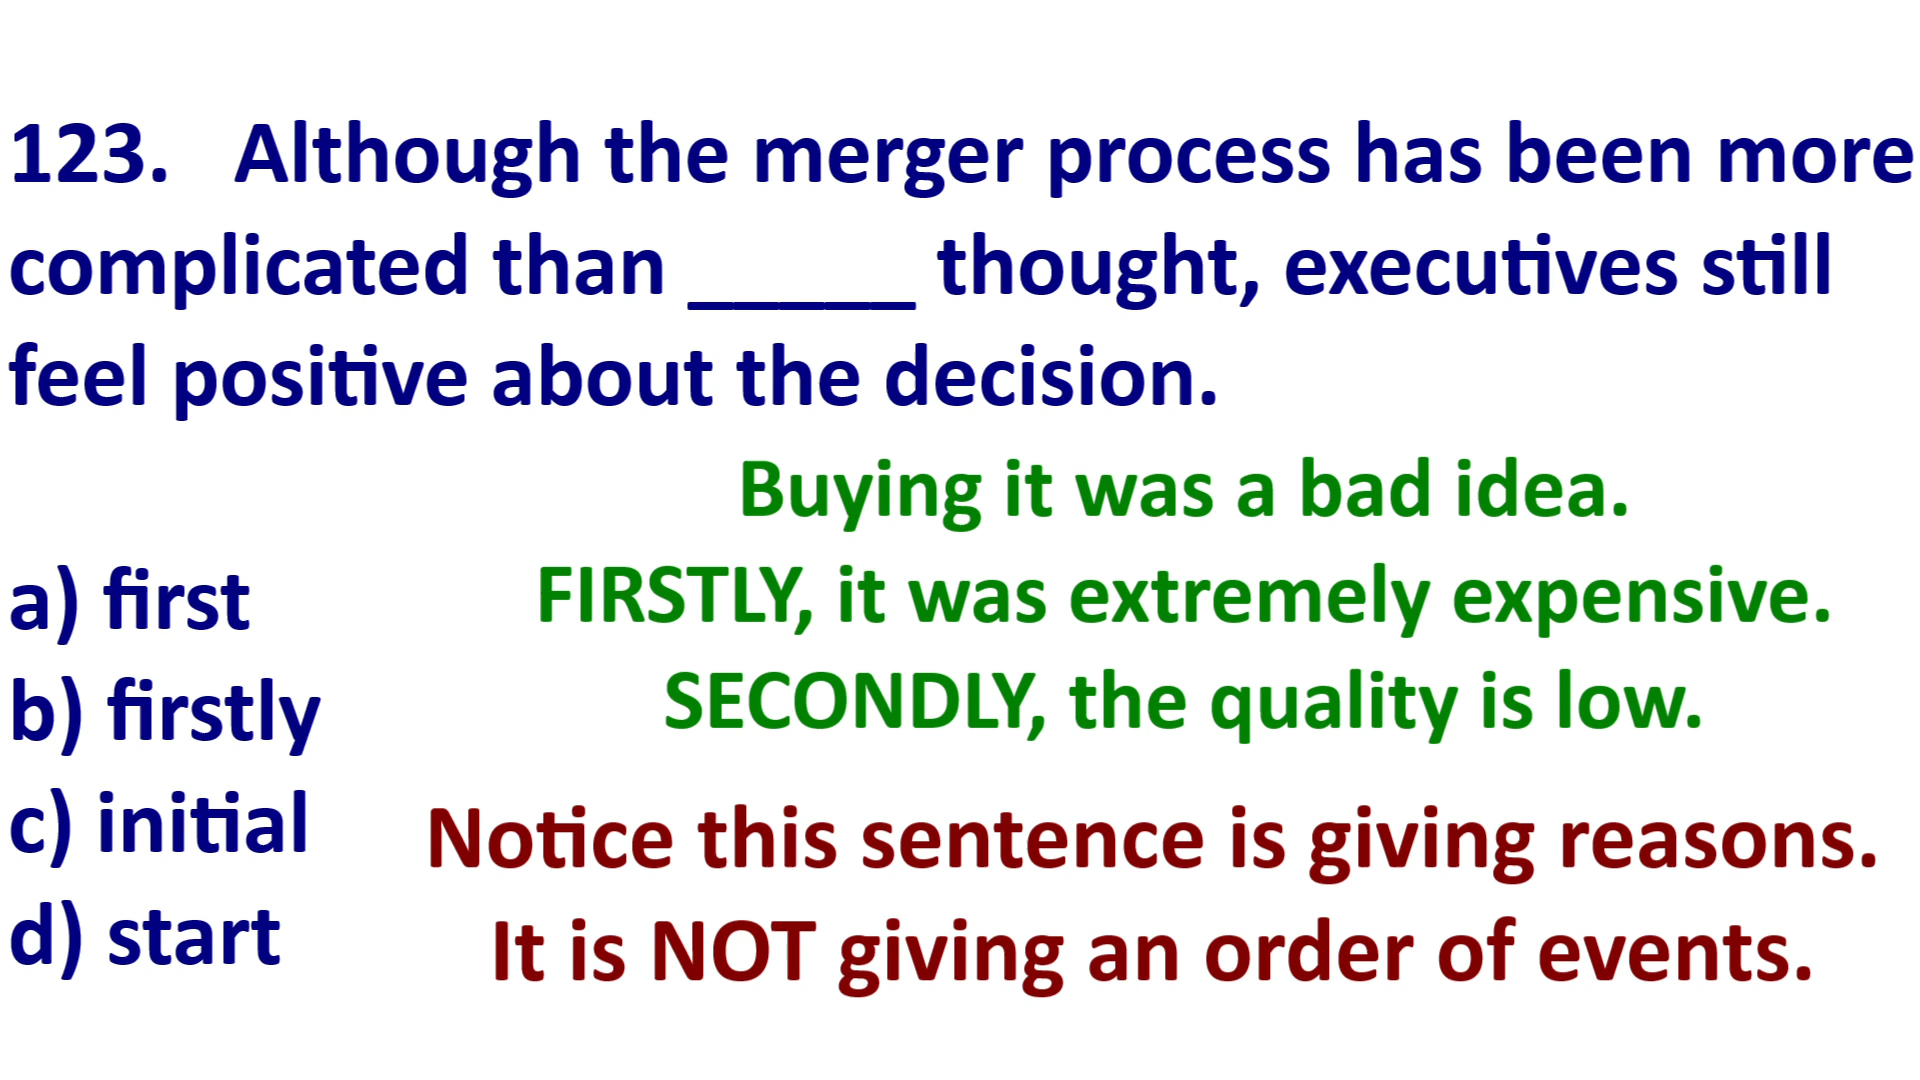 123. Although the merger process has been more
complicated than _____ thought, executives still
feel positive about the decision.
Buying it was a bad idea.
FIRSTLY, it was extremely expensive.
SECONDLY, the quality is low.
a) first
b) firstly
c) initial
d) start
Notice this sentence is giving reasons.
It is NOT giving an order of events.